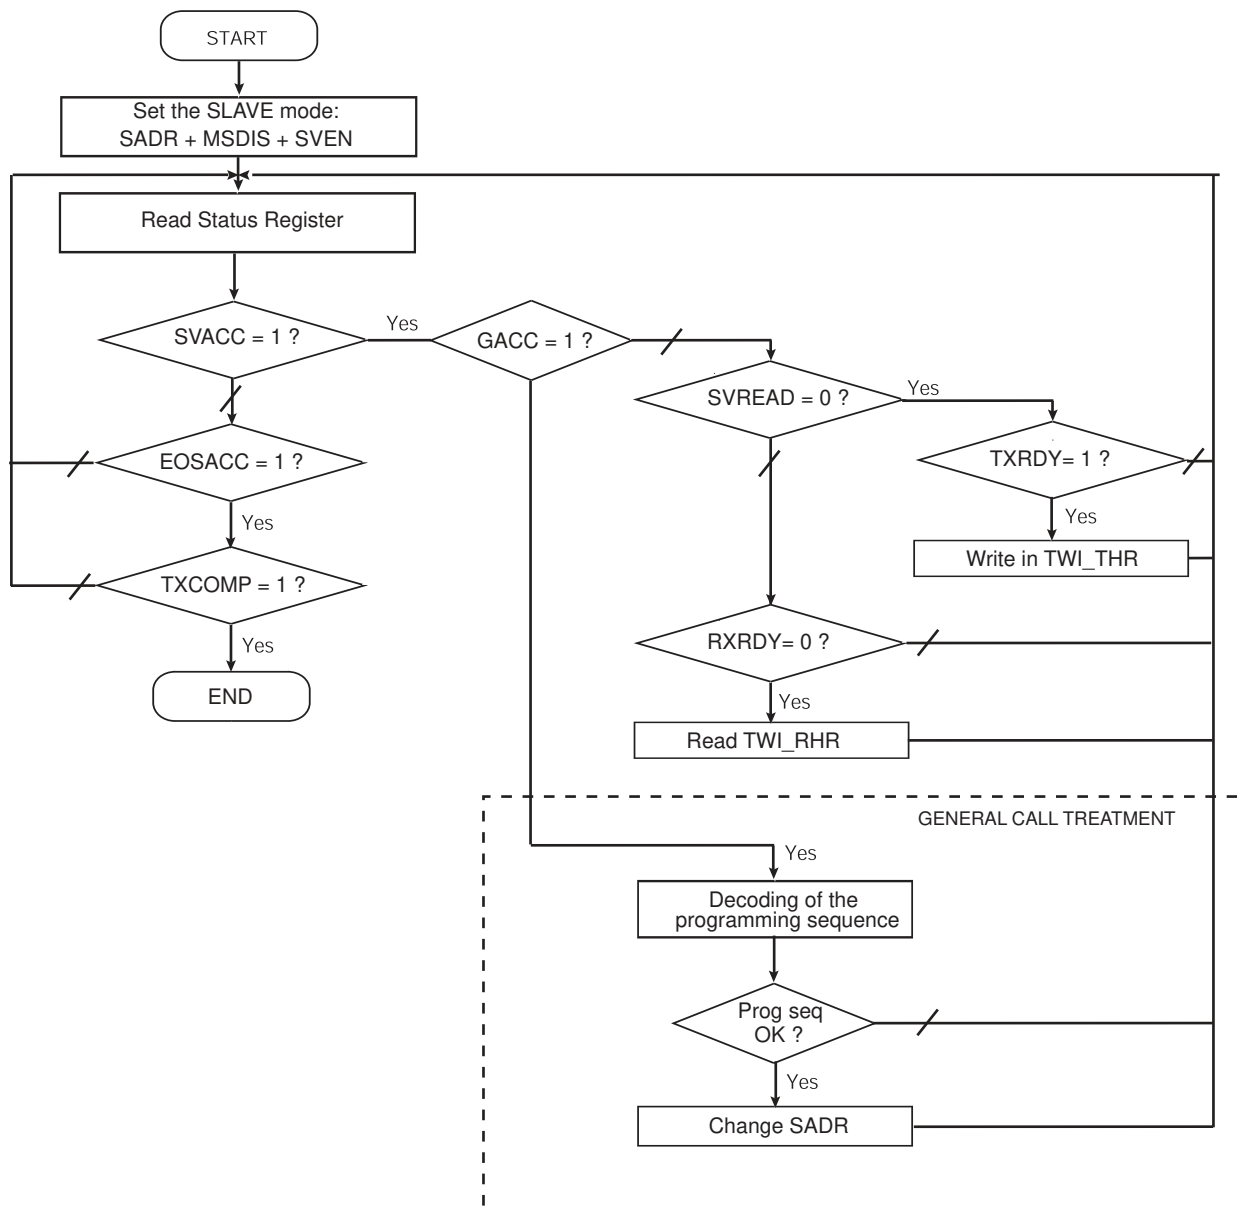 START
Set the SLAVE mode:
SADR + MSDIS + SVEN
Read Status Register
SVACC = 1 ?
Yes
GACC = 1 ?
SVREAD = 0 ?
Yes
TXRDY= 1 ?
Yes
Write in TWI_THR
EOSACC = 1 ?
Yes
TXCOMP = 1 ?
Yes
END
RXRDY= 0 ?
Yes
Read TWI_RHR
GENERAL CALL TREATMENT
Yes
Decoding of the
programming sequence
Prog seq
OK ?
Yes
Change SADR